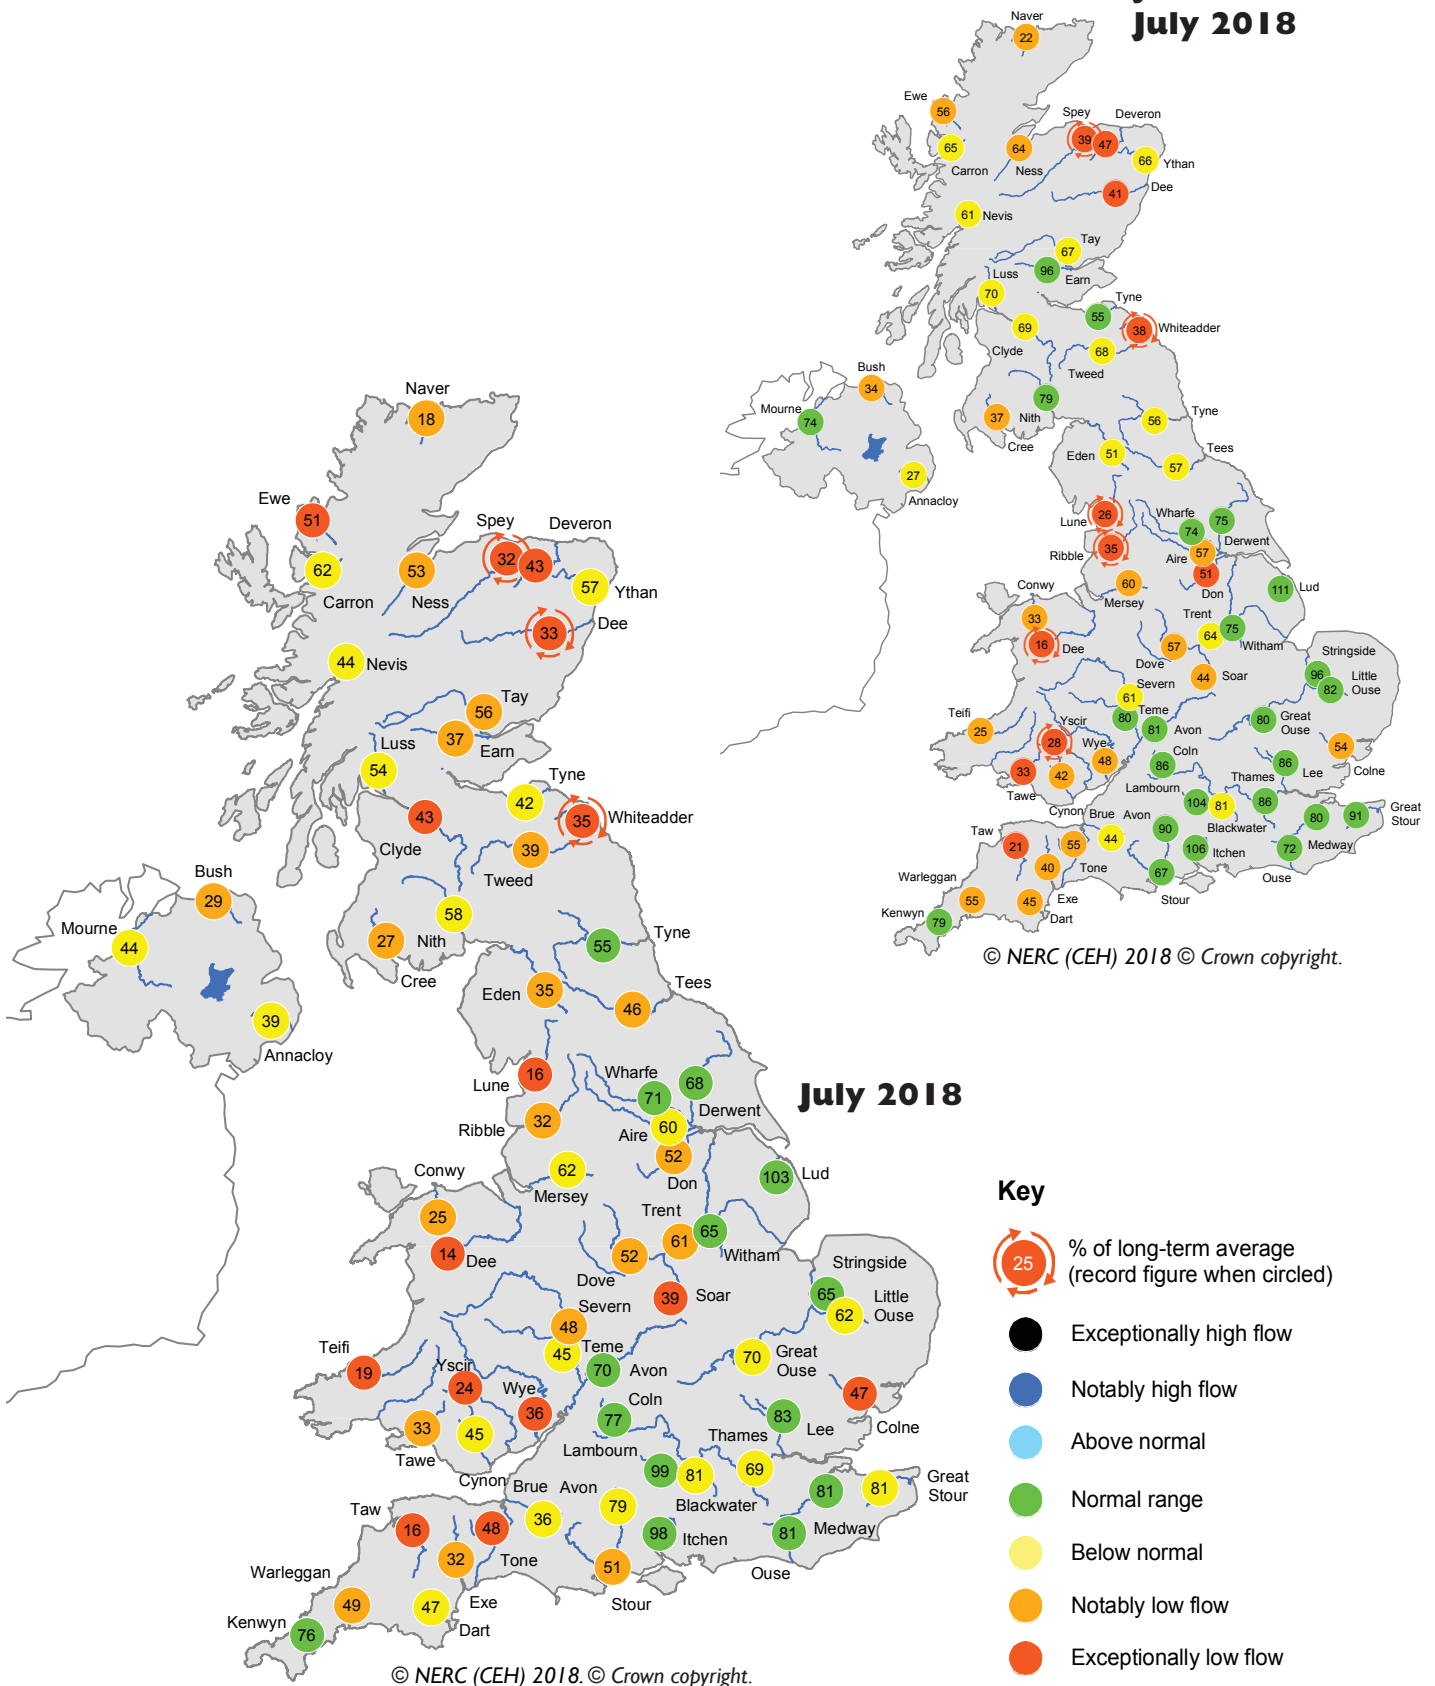 July 2018
Naver
22
Ewe
56
Spey
Deveron
39
47
65
64
66
Ythan
Carron
Ness
41
Dee
61
Nevis
Tay
67
96
Luss
Earn
70
Tyne
55
38
Whiteadder
69
Clyde
68
Tweed
Bush
34
79
Mourne
74
37
Nith
Cree
Tyne
56
Eden
51
Tees
57
27
Annacloy
26
Lune
Wharfe
74
75
Derwent
Ribble
35
Aire
57
51
Don
Conwy
60
Mersey
111
Lud
33
Trent
64
75
Witham
16
Dee
57
Dove
Stringside
96
Little
Ouse
82
44
Soar
Severn
61
Teme
80
Teifi
25
Yscir
28
Wye
81
Avon
80
Great
Ouse
54
Colne
33
Tawe
42
48
Coln
86
86
Lee
Thames
Lambourn
104
81
86
Blackwater
Cynon
Brue
Avon
44
90
80
91
Great
Stour
Medway
Taw
21
55
Tone
40
106
Itchen
72
Ouse
67
Stour
Warleggan
55
45
Exe
Dart
Kenwyn
79
© NERC (CEH) 2018 © Crown copyright.
Naver
18
Ewe
51
Spey
Deveron
32
43
62
53
57
Ythan
Carron
Ness
33
Dee
44
Nevis
Tay
56
37
Earn
Luss
54
Tyne
42
35
Whiteadder
43
Clyde
39
Tweed
Bush
29
58
Mourne
44
27
Nith
Cree
Tyne
55
Eden
35
Tees
46
39
Annacloy
Lune
16
Wharfe
71
68
Derwent
July 2018
Ribble
32
Aire
60
52
Don
Conwy
62
Mersey
103
Lud
25
Trent
61
65
Witham
14
Dee
52
Dove
Stringside
65
Little
Ouse
62
39
Soar
Severn
48
Teme
45
Teifi
19
Yscir
24
Wye
70
Avon
70
Great
Ouse
47
Colne
33
Tawe
45
36
Coln
77
83
Lee
Thames
Lambourn
99
81
69
Blackwater
Cynon
Brue
Avon
36
79
81
81
Great
Stour
Medway
Taw
16
48
Tone
32
98
Itchen
81
Ouse
51
Stour
Warleggan
49
47
Exe
Dart
Kenwyn
76
© NERC (CEH) 2018. © Crown copyright.
Key
25
% of long-term average
(record figure when circled)
Exceptionally high flow
Notably high flow
Above normal
Normal range
Below normal
Notably low flow
Exceptionally low flow